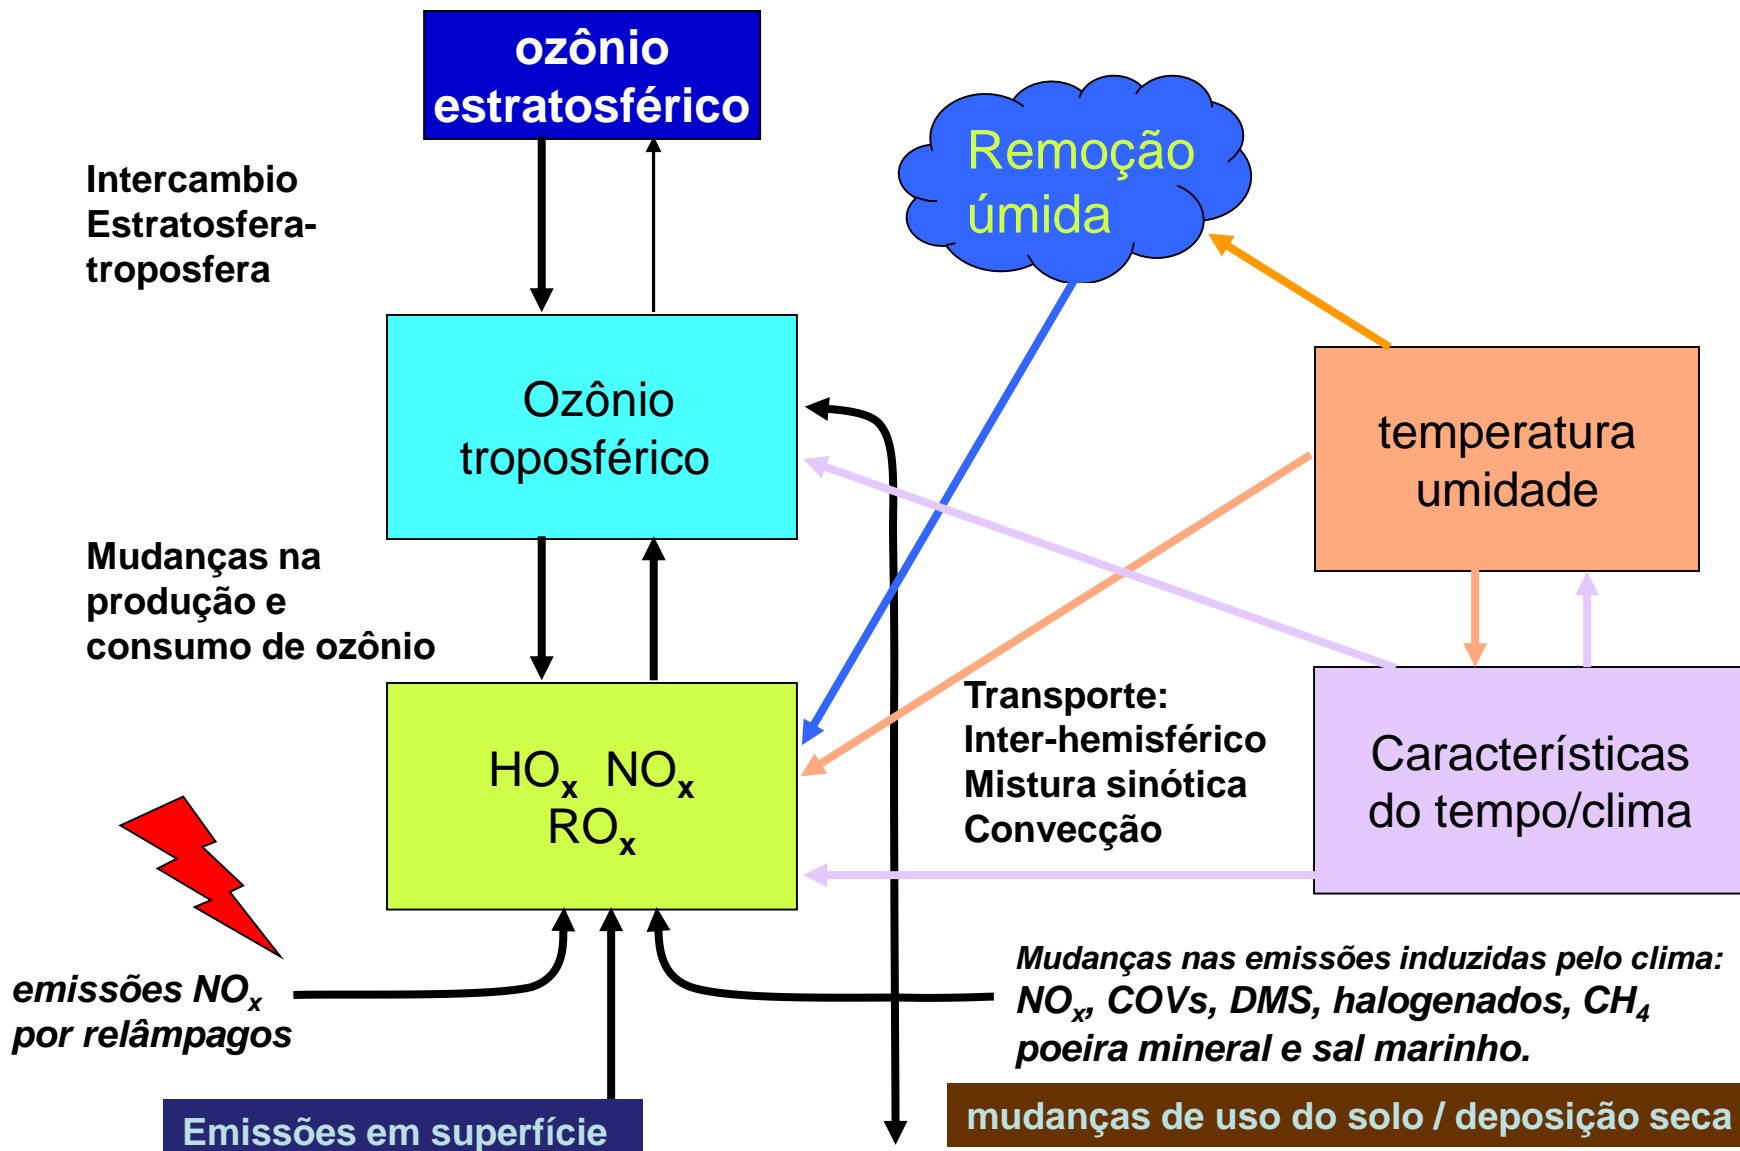 ozônio
estratosférico
Intercambio
Estratosfera-
troposfera
Remoção
úmida
Ozônio
troposférico
temperatura
umidade
Mudanças na
produção e
consumo de ozônio
HOx NOx
ROx
Transporte:
Inter-hemisférico
Mistura sinótica
Convecção
Características
do tempo/clima
emissões NOx
por relâmpagos
Mudanças nas emissões induzidas pelo clima:
NOx, COVs, DMS, halogenados, CH4
poeira mineral e sal marinho.
Emissões em superfície
mudanças de uso do solo / deposição seca